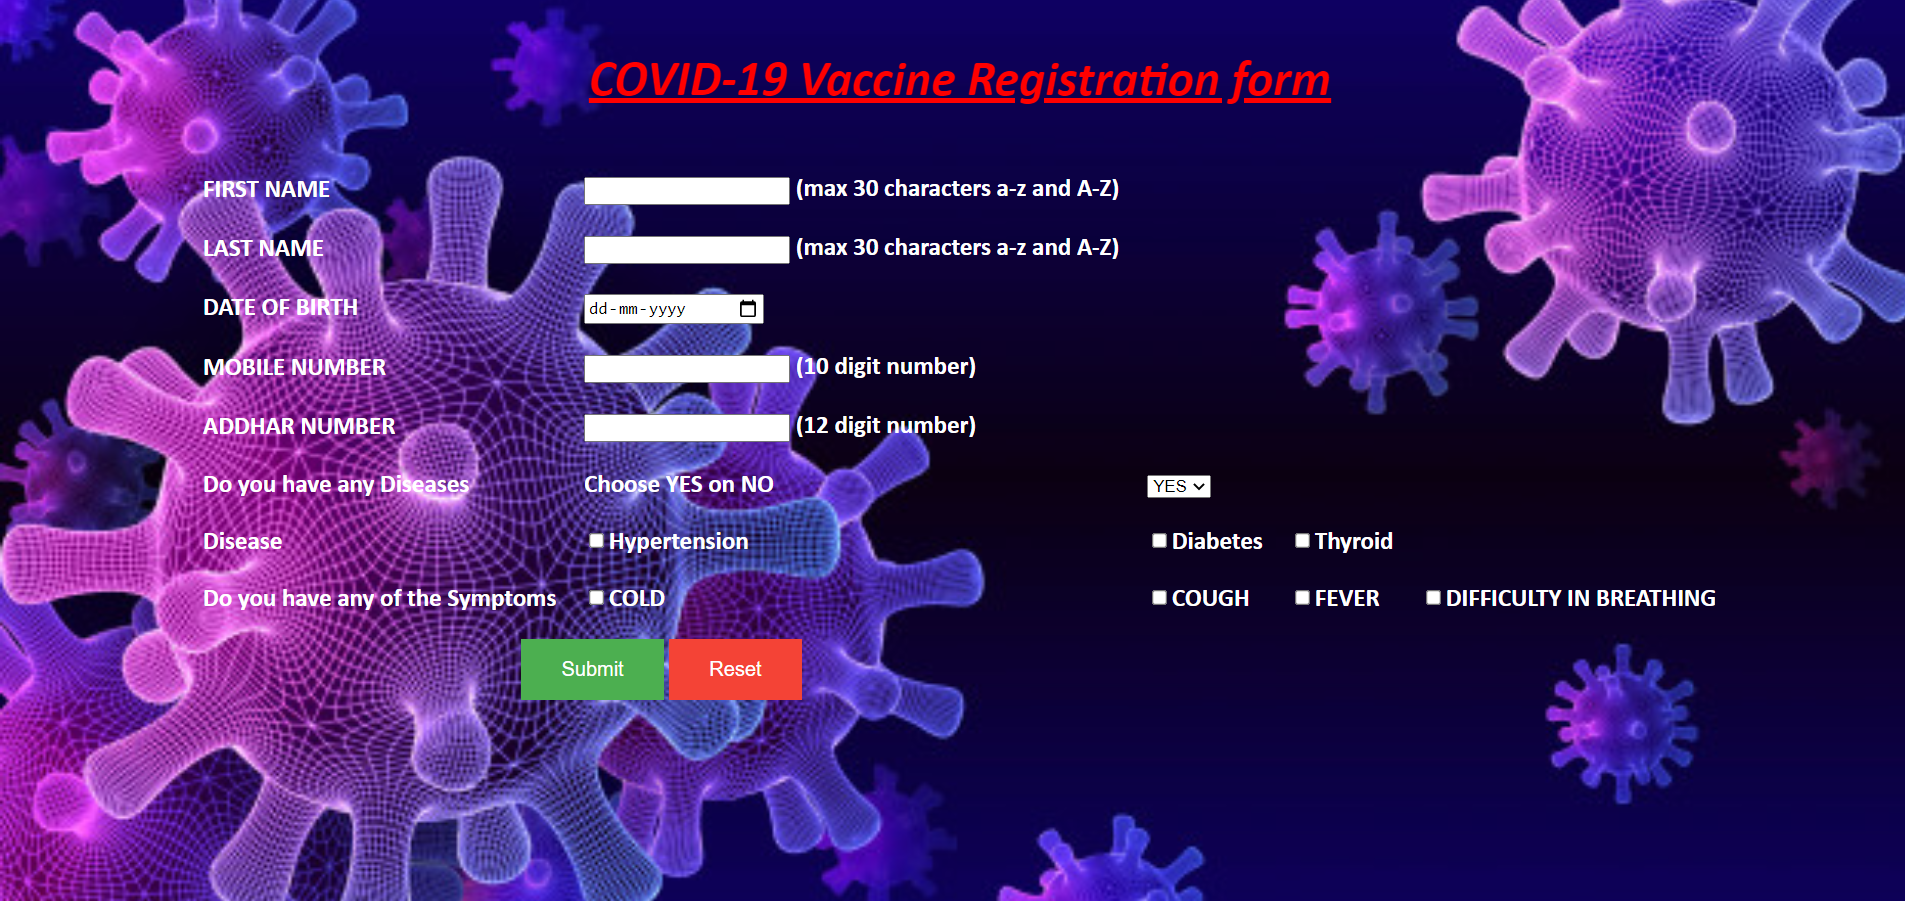 COVID-19 Vaccine Registration form
FIRST NAME (max 30 characters a-z and A-Z)
LAST NAME (max 30 characters a-z and A-Z)
DATE OF BIRTH dd-mm-yyyy
MOBILE NUMBER (10 digit number)
ADDHAR NUMBER (12 digit number)
Do you have any Diseases Choose YES on NO YES
Disease Hypertension Diabetes Thyroid
Do you have any of the Symptoms COLD COUGH FEVER DIFFICULTY IN BREATHING
Submit Reset